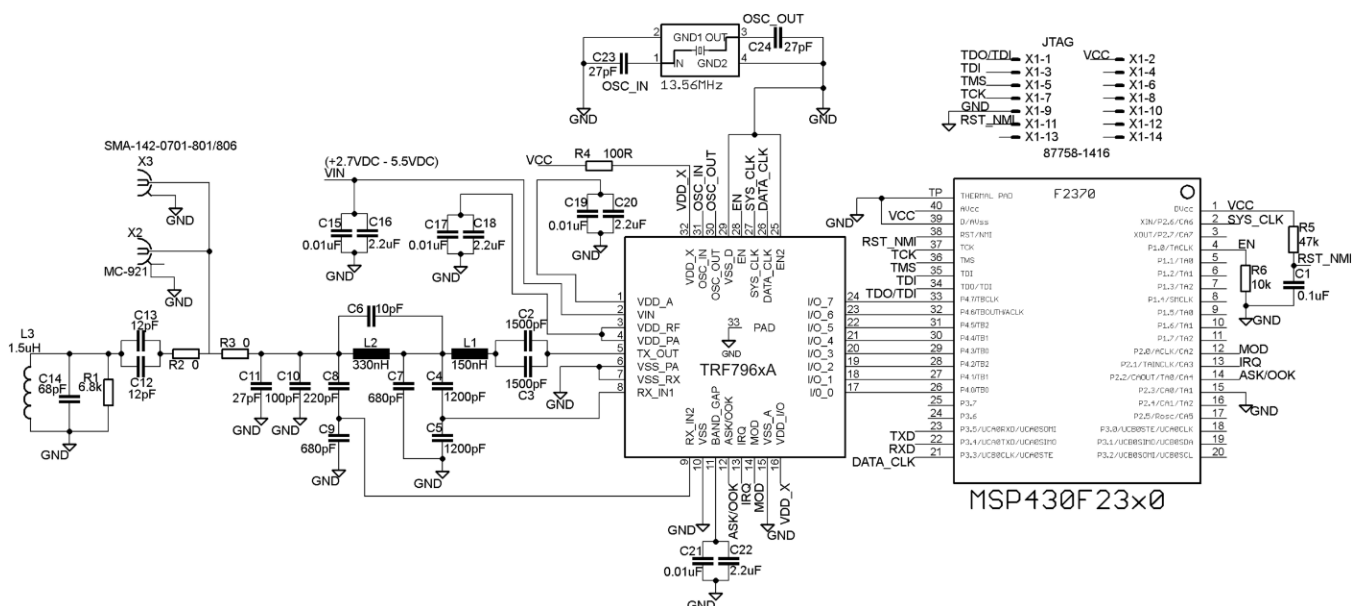 OSC_OUT
2 GND1 OUT 3
C24 27pF
C23
27pF
1 IN GND2 4
OSC_IN
13.56MHz
GND
GND
JTAG
TDO/TDI X1-1 VCC X1-2
TDI X1-3 X1-4
TMS X1-5 X1-6
TCK X1-7 X1-8
GND X1-9 X1-10
RST_NMI X1-11 X1-12
X1-13 X1-14
GND
87758-1416
SMA-142-0701-801/806
X3
GND
X2
MC-921
GND
(+2.7VDC - 5.5VDC)
VIN
C15 C16
0.01uF 2.2uF
GND
C17 C18
0.01uF 2.2uF
GND
VCC R4 100R
C19 C20
0.01uF 2.2uF
GND
VDD_X
OSC_IN
OSC_OUT
EN
SYS_CLK
DATA_CLK
32 31 30 29 28 27 26 25
VDD_X
OSC_IN
OSC_OUT
VSS_D
EN
SYS_CLK
DATA_CLK
EN2
1 VDD_A
2 VIN
3 VDD_RF
4 VDD_PA
5 TX_OUT
6 VSS_PA
7 VSS_RX
8 RX_IN1
33 PAD
GND
TRF796xA
I/O_7 24
I/O_6 23
I/O_5 22
I/O_4 21
I/O_3 20
I/O_2 19
I/O_1 18
I/O_0 17
RX_IN2
VSS
BAND_GAP
ASK/OOK
IRQ
MOD
VSS_A
VDD_I/O
9 10 11 12 13 14 15 16
GND
ASK/OOK
IRQ
MOD
GND
VDD_X
C21 C22
0.01uF 2.2uF
GND
L3
1.5uH
C14
68pF
R1
6.8k
GND
C13
12pF
C12
12pF
R2 0
R3 0
C11
27pF
GND
C10
100pF
GND
C8
220pF
C9
680pF
GND
C6 10pF
L2
330nH
C7
680pF
C4
1200pF
C5
1200pF
GND
L1
150nH
C2
1500pF
1500pF
C3
GND
GND
TP THERMAL PAD F2370
VCC 40 AVcc
39 D/AVss
38 RST/NMI
RST_NMI 37 TCK
TCK 36 TMS
TMS 35 TDI
TDI 34 TDO/TDI
TDO/TDI 33 P4.7/TBCLK
32 P4.6/TBOUTH/ACLK
31 P4.5/TB2
30 P4.4/TB1
29 P4.3/TB0
28 P4.2/TB2
27 P4.1/TB1
26 P4.0/TB0
25 P3.7
24 P3.6
23 P3.5/UCA0RXD/UCA0SOMI
TXD 22 P3.4/UCA0TXD/UCA0SIMO
RXD 21 P3.3/UCB0CLK/UCA0STE
DATA_CLK
DVcc 1 VCC
XIN/P2.6/CA6 2 SYS_CLK
XOUT/P2.7/CA7 3
P1.0/TACLK 4 EN
P1.1/TA0 5
P1.2/TA1 6
P1.3/TA2 7
P1.4/SMCLK 8
P1.5/TA0 9
P1.6/TA1 10
P1.7/TA2 11
P2.0/ACLK/CA2 12 MOD
P2.1/TAINCLK/CA3 13 IRQ
P2.2/CAOUT/TA0/CA4 14 ASK/OOK
P2.3/CA0/TA1 15
P2.4/CA1/TA2 16
P2.5/Rosc/CA5 17
P3.0/UCB0STE/UCA0CLK 18
P3.1/UCB0SIMO/UCB0SDA 19
P3.2/UCB0SOMI/UCB0SCL 20
R5
47k
RST_NMI
R6
10k
C1
0.1uF
GND
GND
MSP430F23x0